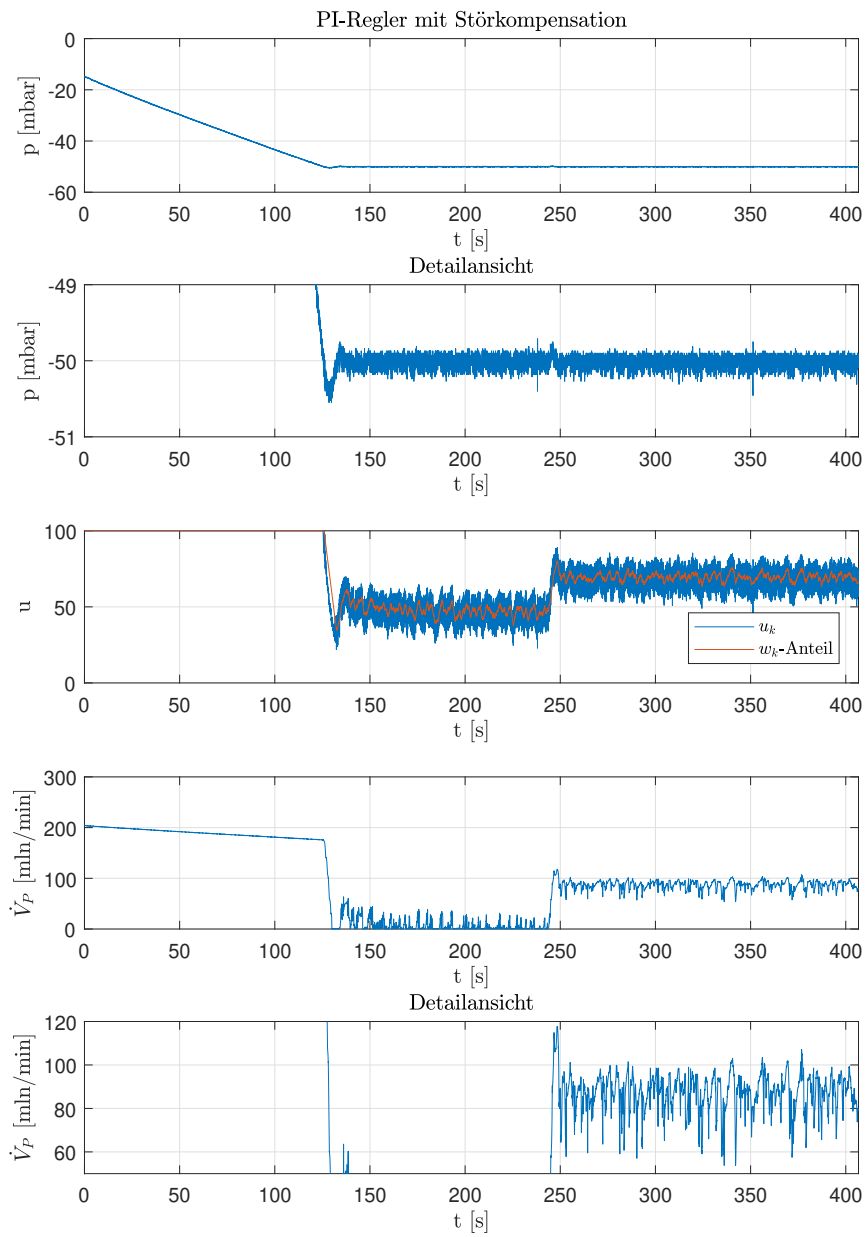 PI-Regler mit Störkompensation
0
-20
-40
-60
p [mbar]
0 50 100 150 200 250 300 350 400
t [s]
Detailansicht
-49
-50
-51
p [mbar]
0 50 100 150 200 250 300 350 400
t [s]
100
50
0
u
u_k
w_k-Anteil
0 50 100 150 200 250 300 350 400
300
200
100
0
V̇_P [mln/min]
0 50 100 150 200 250 300 350 400
t [s]
Detailansicht
120
100
80
60
V̇_P [mln/min]
0 50 100 150 200 250 300 350 400
t [s]